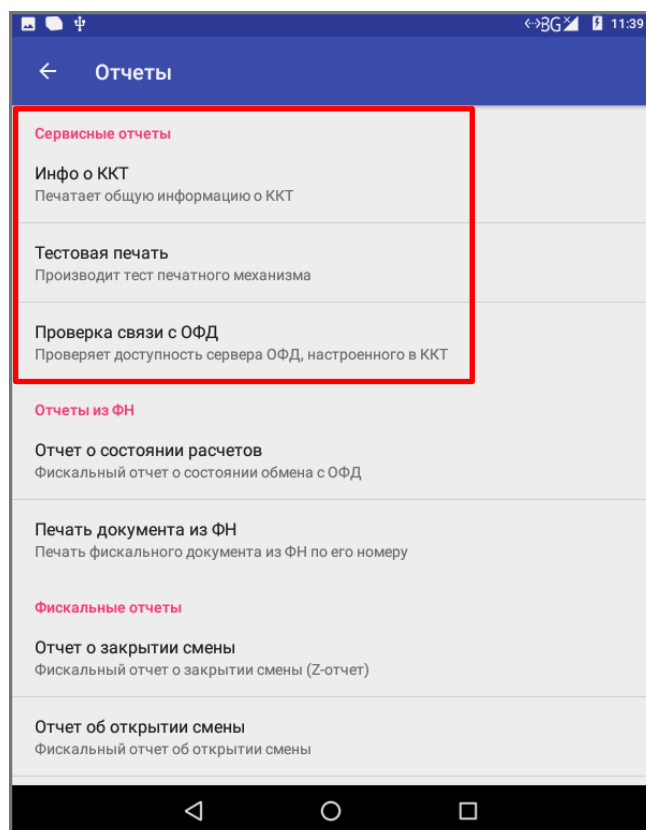 3G 11:39
Отчеты
Сервисные отчеты
Инфо о ККТ
Печатает общую информацию о ККТ
Тестовая печать
Производит тест печатного механизма
Проверка связи с ОФД
Проверяет доступность сервера ОФД, настроенного в ККТ
Отчеты из ФН
Отчет о состоянии расчетов
Фискальный отчет о состоянии обмена с ОФД
Печать документа из ФН
Печать фискального документа из ФН по его номеру
Фискальные отчеты
Отчет о закрытии смены
Фискальный отчет о закрытии смены (Z-отчет)
Отчет об открытии смены
Фискальный отчет об открытии смены